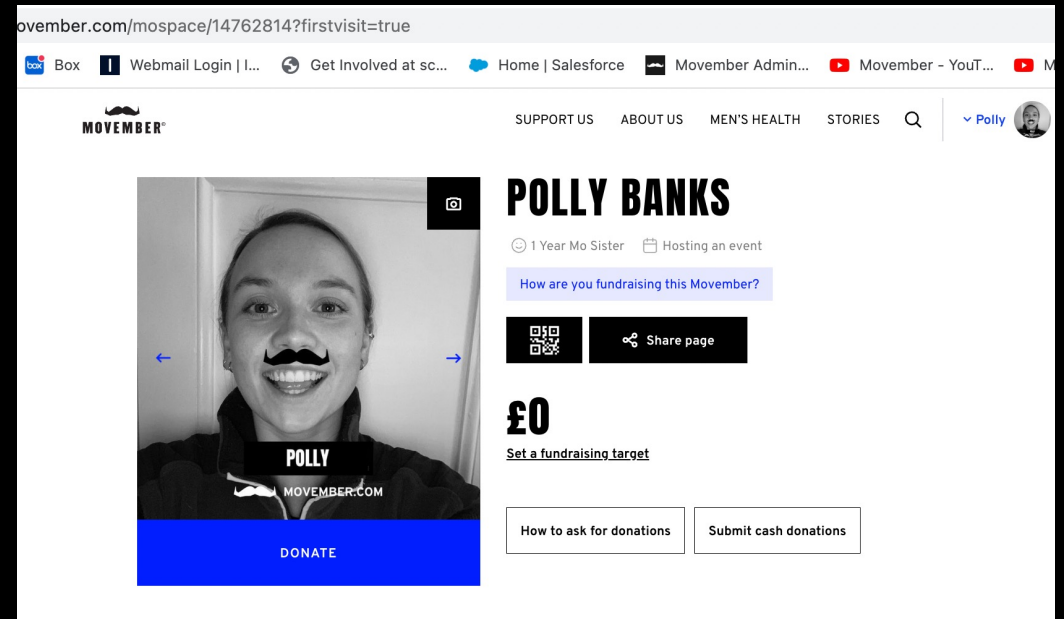 ovember.com/mospace/14762814?firstvisit=true
box Box Webmail Login | I... Get Involved at sc... Home | Salesforce Movember Admin... Movember - YouT... M
MOVEMBER® SUPPORT US ABOUT US MEN'S HEALTH STORIES Polly
POLLY BANKS
1 Year Mo Sister Hosting an event
How are you fundraising this Movember?
Share page
£0
Set a fundraising target
How to ask for donations Submit cash donations
POLLY
MOVEMBER.COM
DONATE